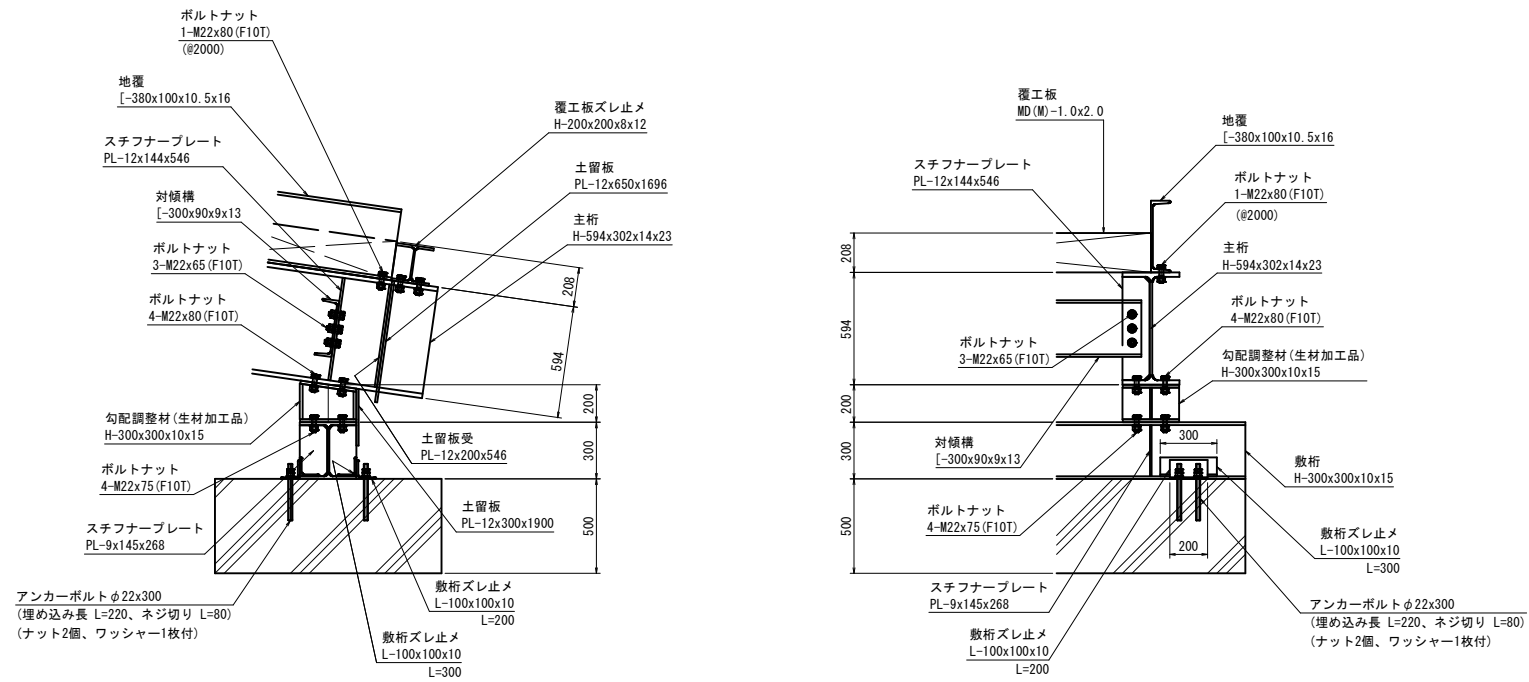 ボルトナット
1-M22x80(F10T)
(@2000)
地覆
[-380x100x10.5x16
スチフナープレート
PL-12x144x546
対傾構
[-300x90x9x13
ボルトナット
3-M22x65(F10T)
ボルトナット
4-M22x80(F10T)
覆工板ズレ止メ
H-200x200x8x12
土留板
PL-12x650x1696
主桁
H-594x302x14x23
208
594
200
300
500
勾配調整材(生材加工品)
H-300x300x10x15
ボルトナット
4-M22x75(F10T)
スチフナープレート
PL-9x145x268
アンカーボルトφ22x300
(埋め込み長 L=220、ネジ切り L=80)
(ナット2個、ワッシャー1枚付)
土留板受
PL-12x200x546
土留板
PL-12x300x1900
敷桁ズレ止メ
L-100x100x10
L=200
敷桁ズレ止メ
L-100x100x10
L=300
覆工板
MD(M)-1.0x2.0
スチフナープレート
PL-12x144x546
地覆
[-380x100x10.5x16
ボルトナット
1-M22x80(F10T)
(@2000)
主桁
H-594x302x14x23
ボルトナット
4-M22x80(F10T)
勾配調整材(生材加工品)
H-300x300x10x15
208
594
200
300
500
ボルトナット
3-M22x65(F10T)
対傾構
[-300x90x9x13
ボルトナット
4-M22x75(F10T)
300
200
敷桁
H-300x300x10x15
敷桁ズレ止メ
L-100x100x10
L=300
スチフナープレート
PL-9x145x268
敷桁ズレ止メ
L-100x100x10
L=200
アンカーボルトφ22x300
(埋め込み長 L=220、ネジ切り L=80)
(ナット2個、ワッシャー1枚付)